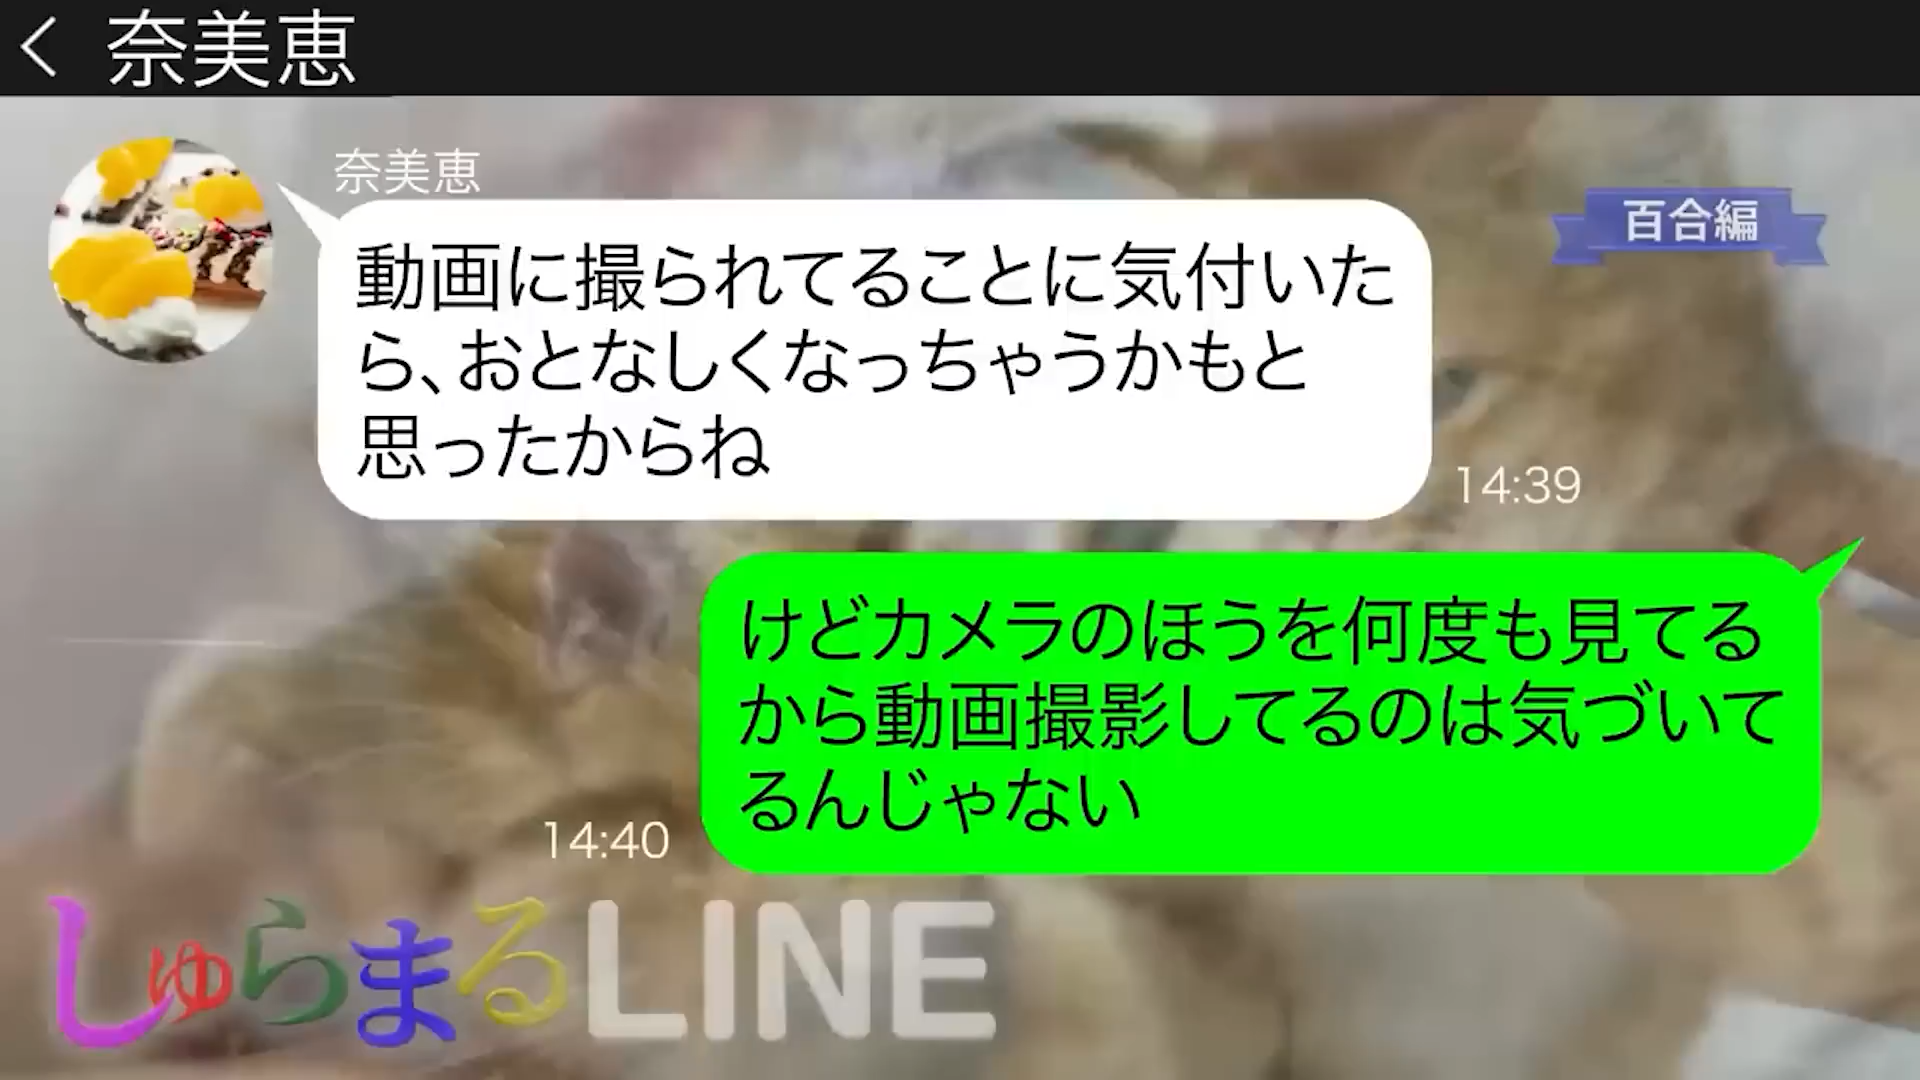 奈美恵
奈美恵
百合編
動画に撮られてることに気付いた
ら、おとなしくなっちゃうかもと
思ったからね
14:39
けどカメラのほうを何度も見てる
から動画撮影してるのは気づいて
るんじゃない
14:40
しゅらまるLINE